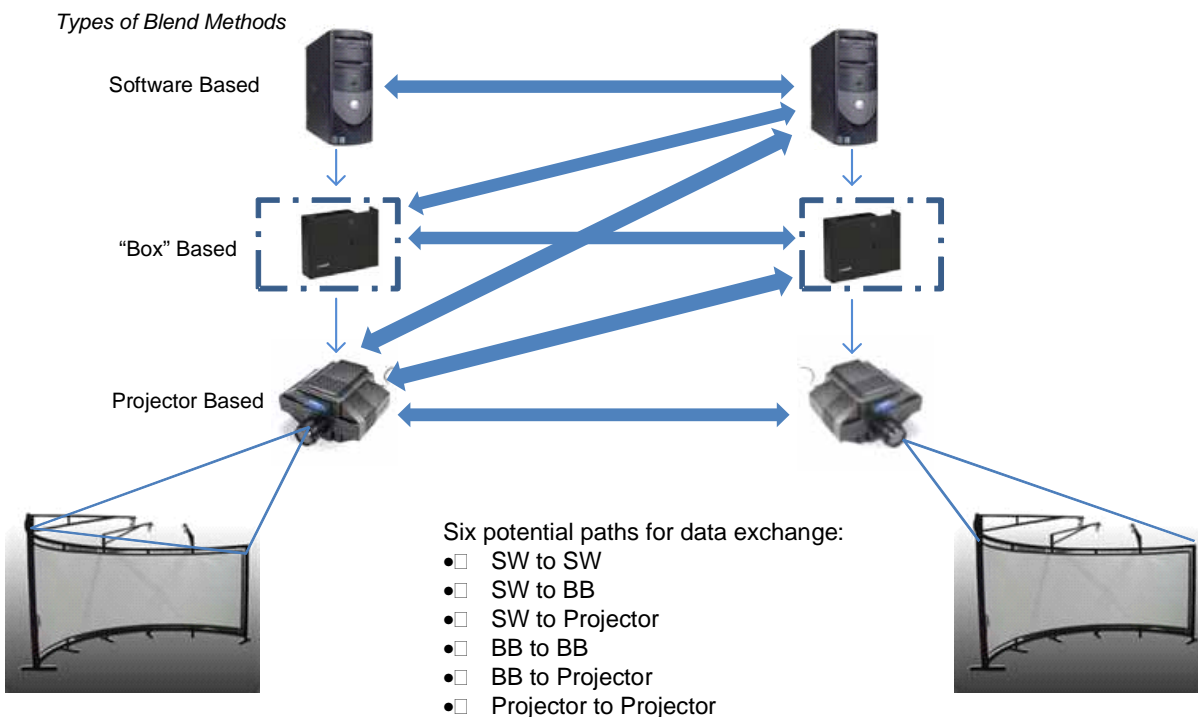 Types of Blend Methods
Software Based
“Box” Based
Projector Based
Six potential paths for data exchange:
•□ SW to SW
•□ SW to BB
•□ SW to Projector
•□ BB to BB
•□ BB to Projector
•□ Projector to Projector